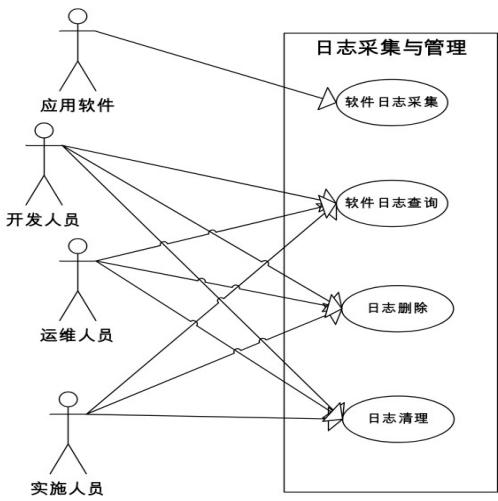 日志采集与管理
应用软件
软件日志采集
开发人员
软件日志查询
运维人员
日志删除
日志清理
实施人员